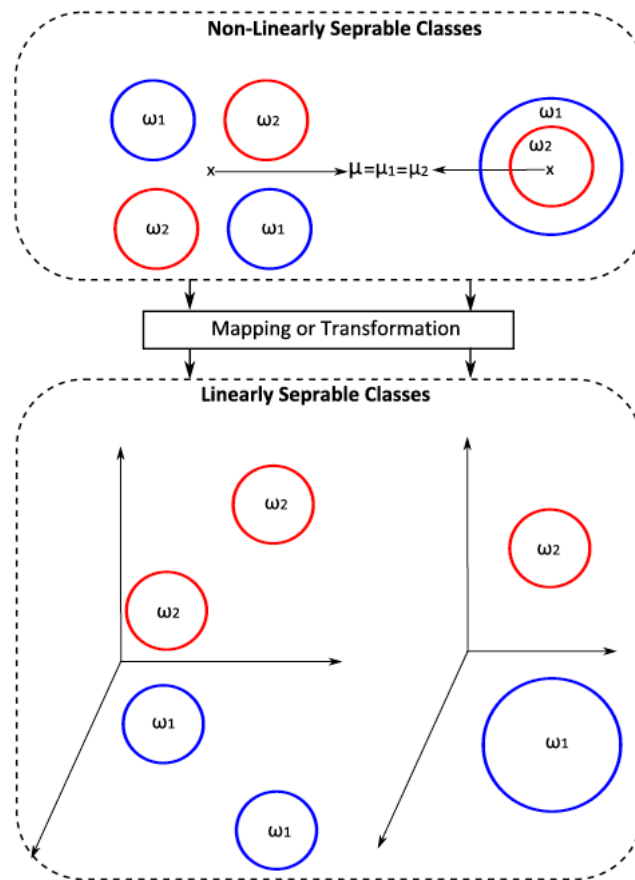 Non-Linearly Seprable Classes
ω1 ω2 ω1
ω2
x μ=μ1=μ2 x
ω2 ω1
Mapping or Transformation
Linearly Seprable Classes
ω2
ω2
ω2
ω1
ω1
ω1